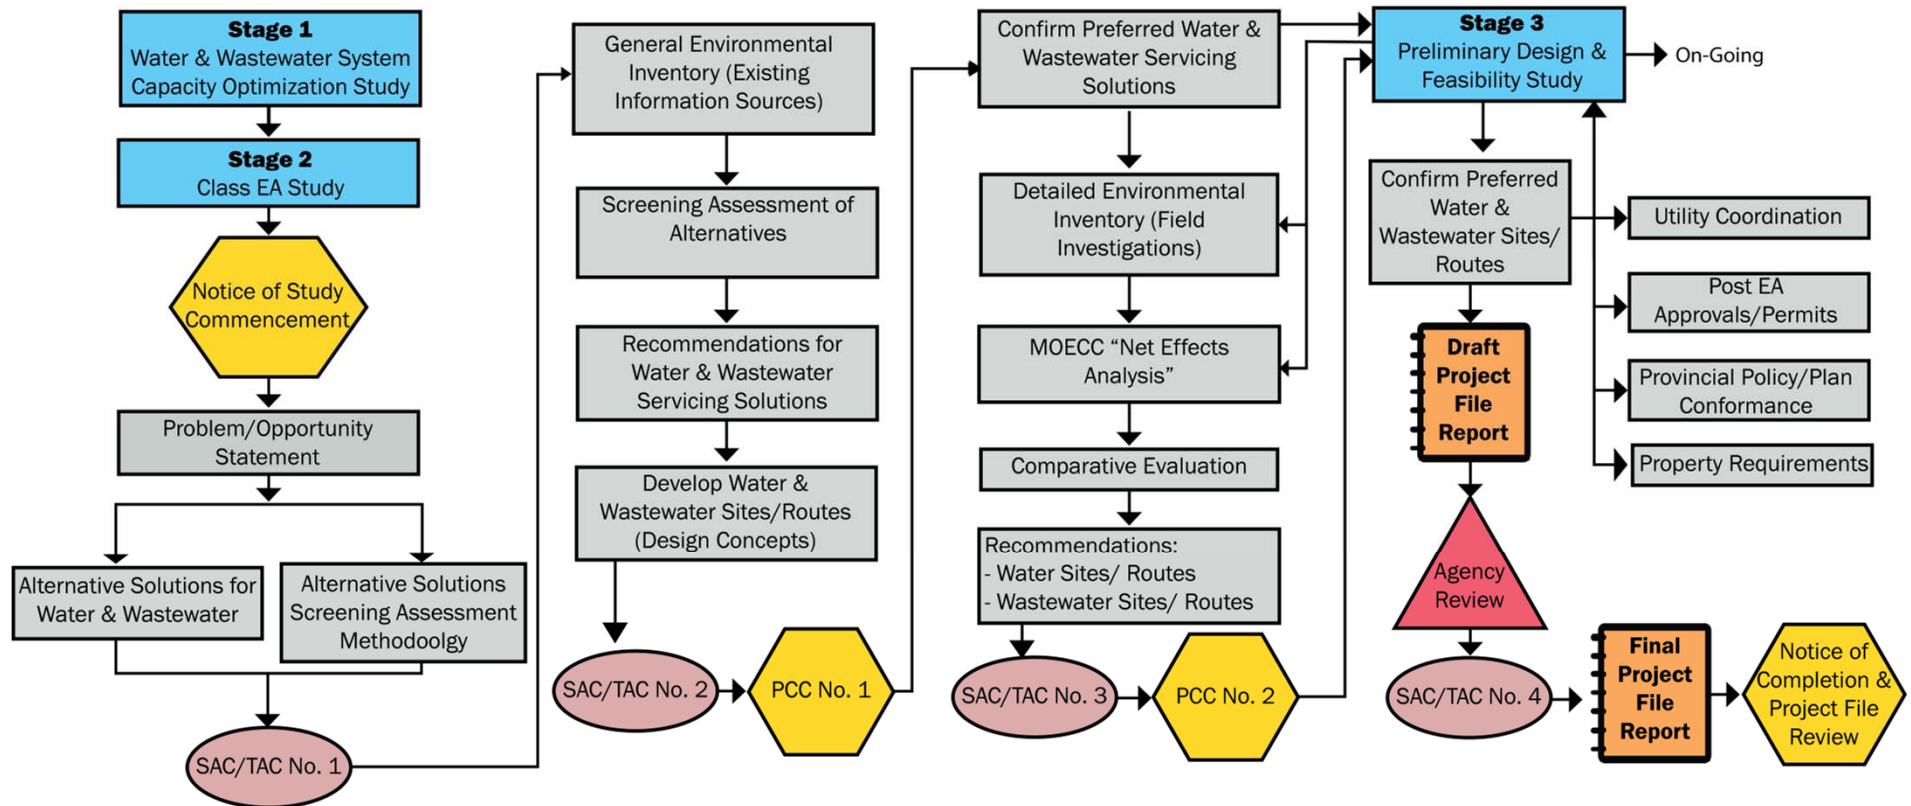 Stage 1
Water & Wastewater System
Capacity Optimization Study
Stage 2
Class EA Study
Notice of Study
Commencement
Problem/Opportunity
Statement
Alternative Solutions for
Water & Wastewater
Alternative Solutions
Screening Assessment
Methodoolgy
SAC/TAC No. 1
General Environmental
Inventory (Existing
Information Sources)
Screening Assessment of
Alternatives
Recommendations for
Water & Wastewater
Servicing Solutions
Develop Water &
Wastewater Sites/Routes
(Design Concepts)
SAC/TAC No. 2
PCC No. 1
Confirm Preferred Water &
Wastewater Servicing
Solutions
Detailed Environmental
Inventory (Field
Investigations)
MOECC “Net Effects
Analysis”
Comparative Evaluation
Recommendations:
- Water Sites/ Routes
- Wastewater Sites/ Routes
SAC/TAC No. 3
PCC No. 2
Stage 3
Preliminary Design &
Feasibility Study
On-Going
Confirm Preferred
Water &
Wastewater Sites/
Routes
Utility Coordination
Post EA
Approvals/Permits
Provincial Policy/Plan
Conformance
Property Requirements
Draft
Project
File
Report
Agency
Review
SAC/TAC No. 4
Final
Project
File
Report
Notice of
Completion &
Project File
Review